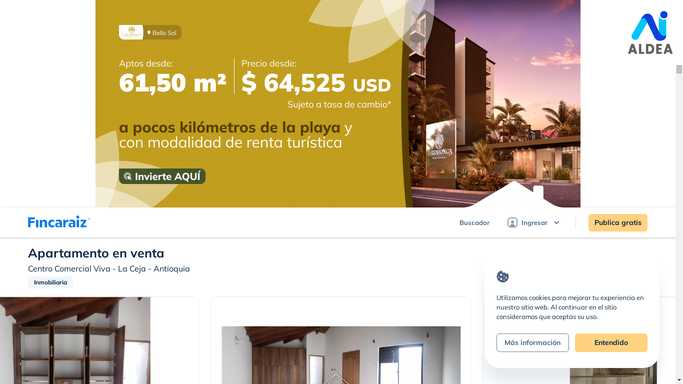 Bello Sol
ALDEA
Aptos desde:
61,50 m²
Precio desde:
$ 64,525 USD
Sujeto a tasa de cambio*
a pocos kilómetros de la playa y
con modalidad de renta turística
Invierte AQUÍ
Fincaraiz
Buscador
Ingresar
Publica gratis
Apartamento en venta
Centro Comercial Viva - La Ceja - Antioquia
Inmobiliaria
Utilizamos cookies para mejorar tu experiencia en
nuestro sitio web. Al continuar en el sitio
consideramos que aceptas su uso.
Más información
Entendido